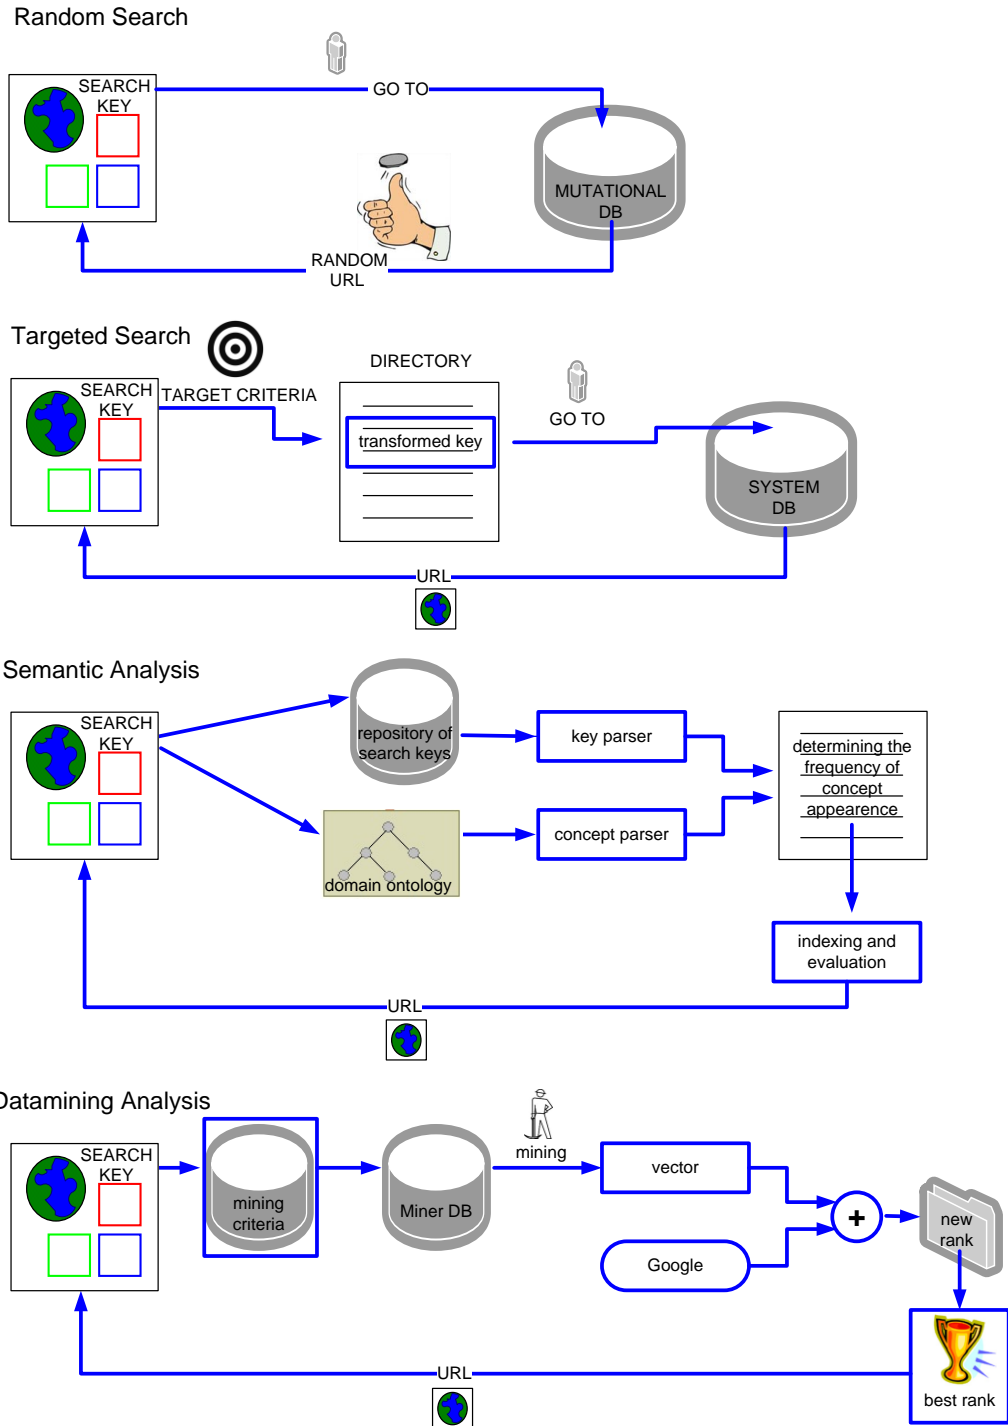 Random Search
SEARCH
KEY
GO TO
MUTATIONAL
DB
RANDOM
URL
Targeted Search
SEARCH
KEY
TARGET CRITERIA
DIRECTORY
transformed key
GO TO
SYSTEM
DB
URL
Semantic Analysis
SEARCH
KEY
repository of
search keys
key parser
determining the
frequency of
concept
appearence
domain ontology
concept parser
indexing and
evaluation
URL
Datamining Analysis
SEARCH
KEY
mining
criteria
Miner DB
mining
vector
Google
+
new
rank
best rank
URL